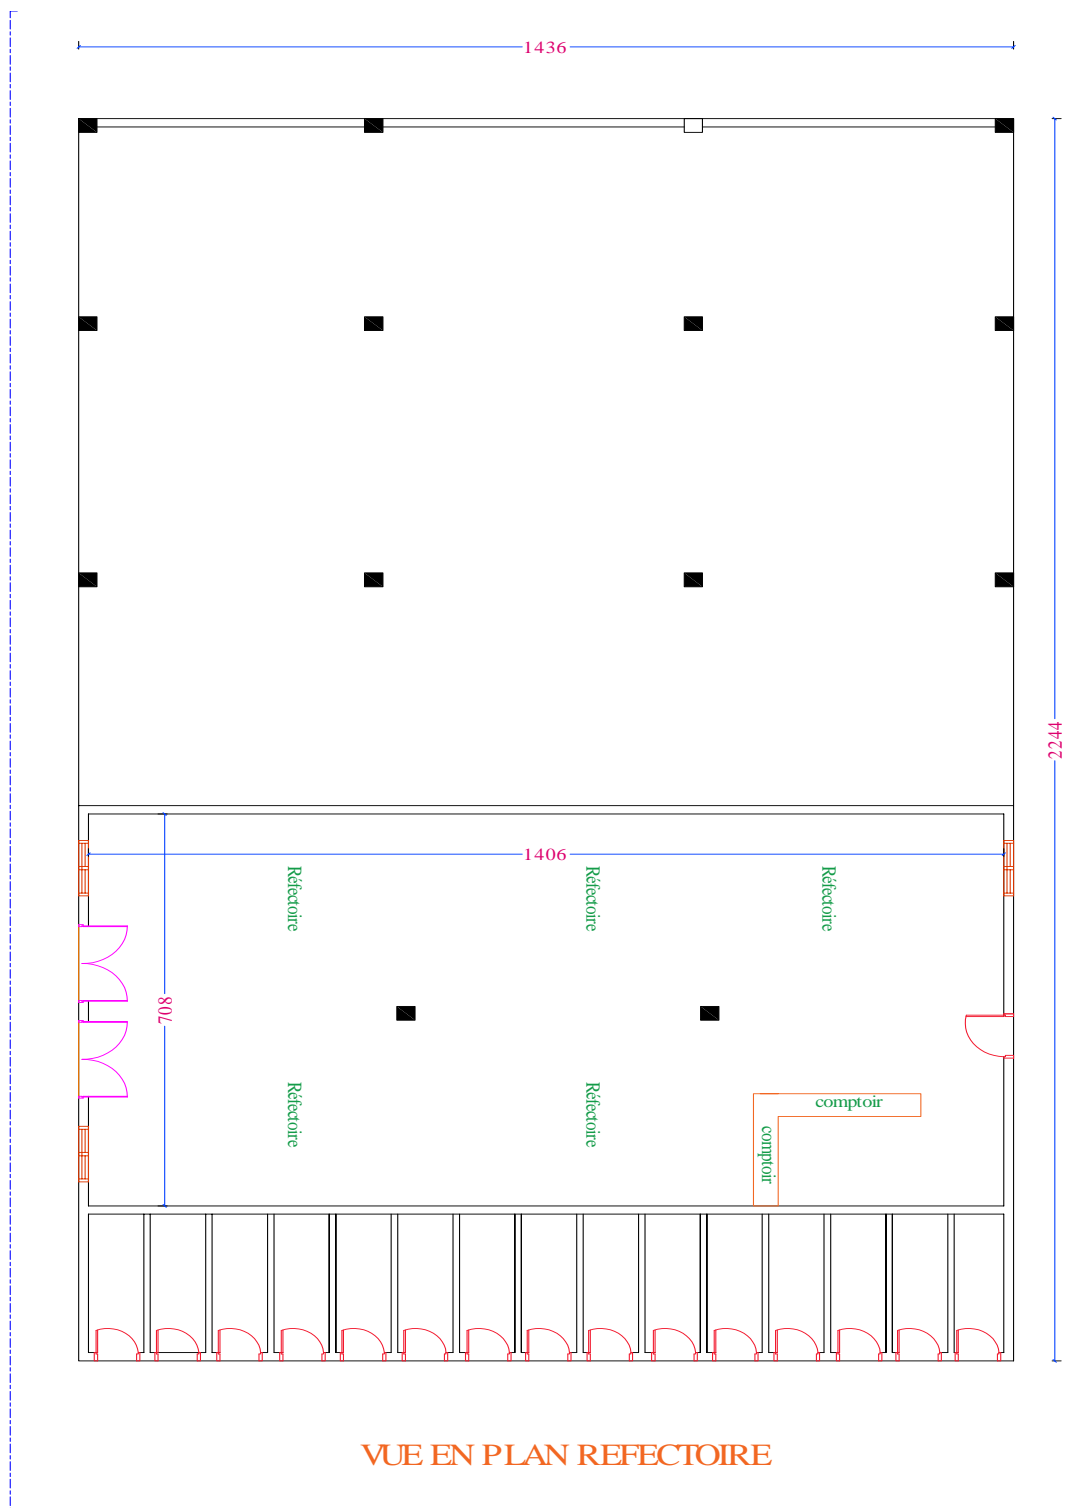 1436
2244
1406
Réfectoire
Réfectoire
Réfectoire
708
Réfectoire
Réfectoire
comptoir
comptoir
VUE EN PLAN REFECTOIRE